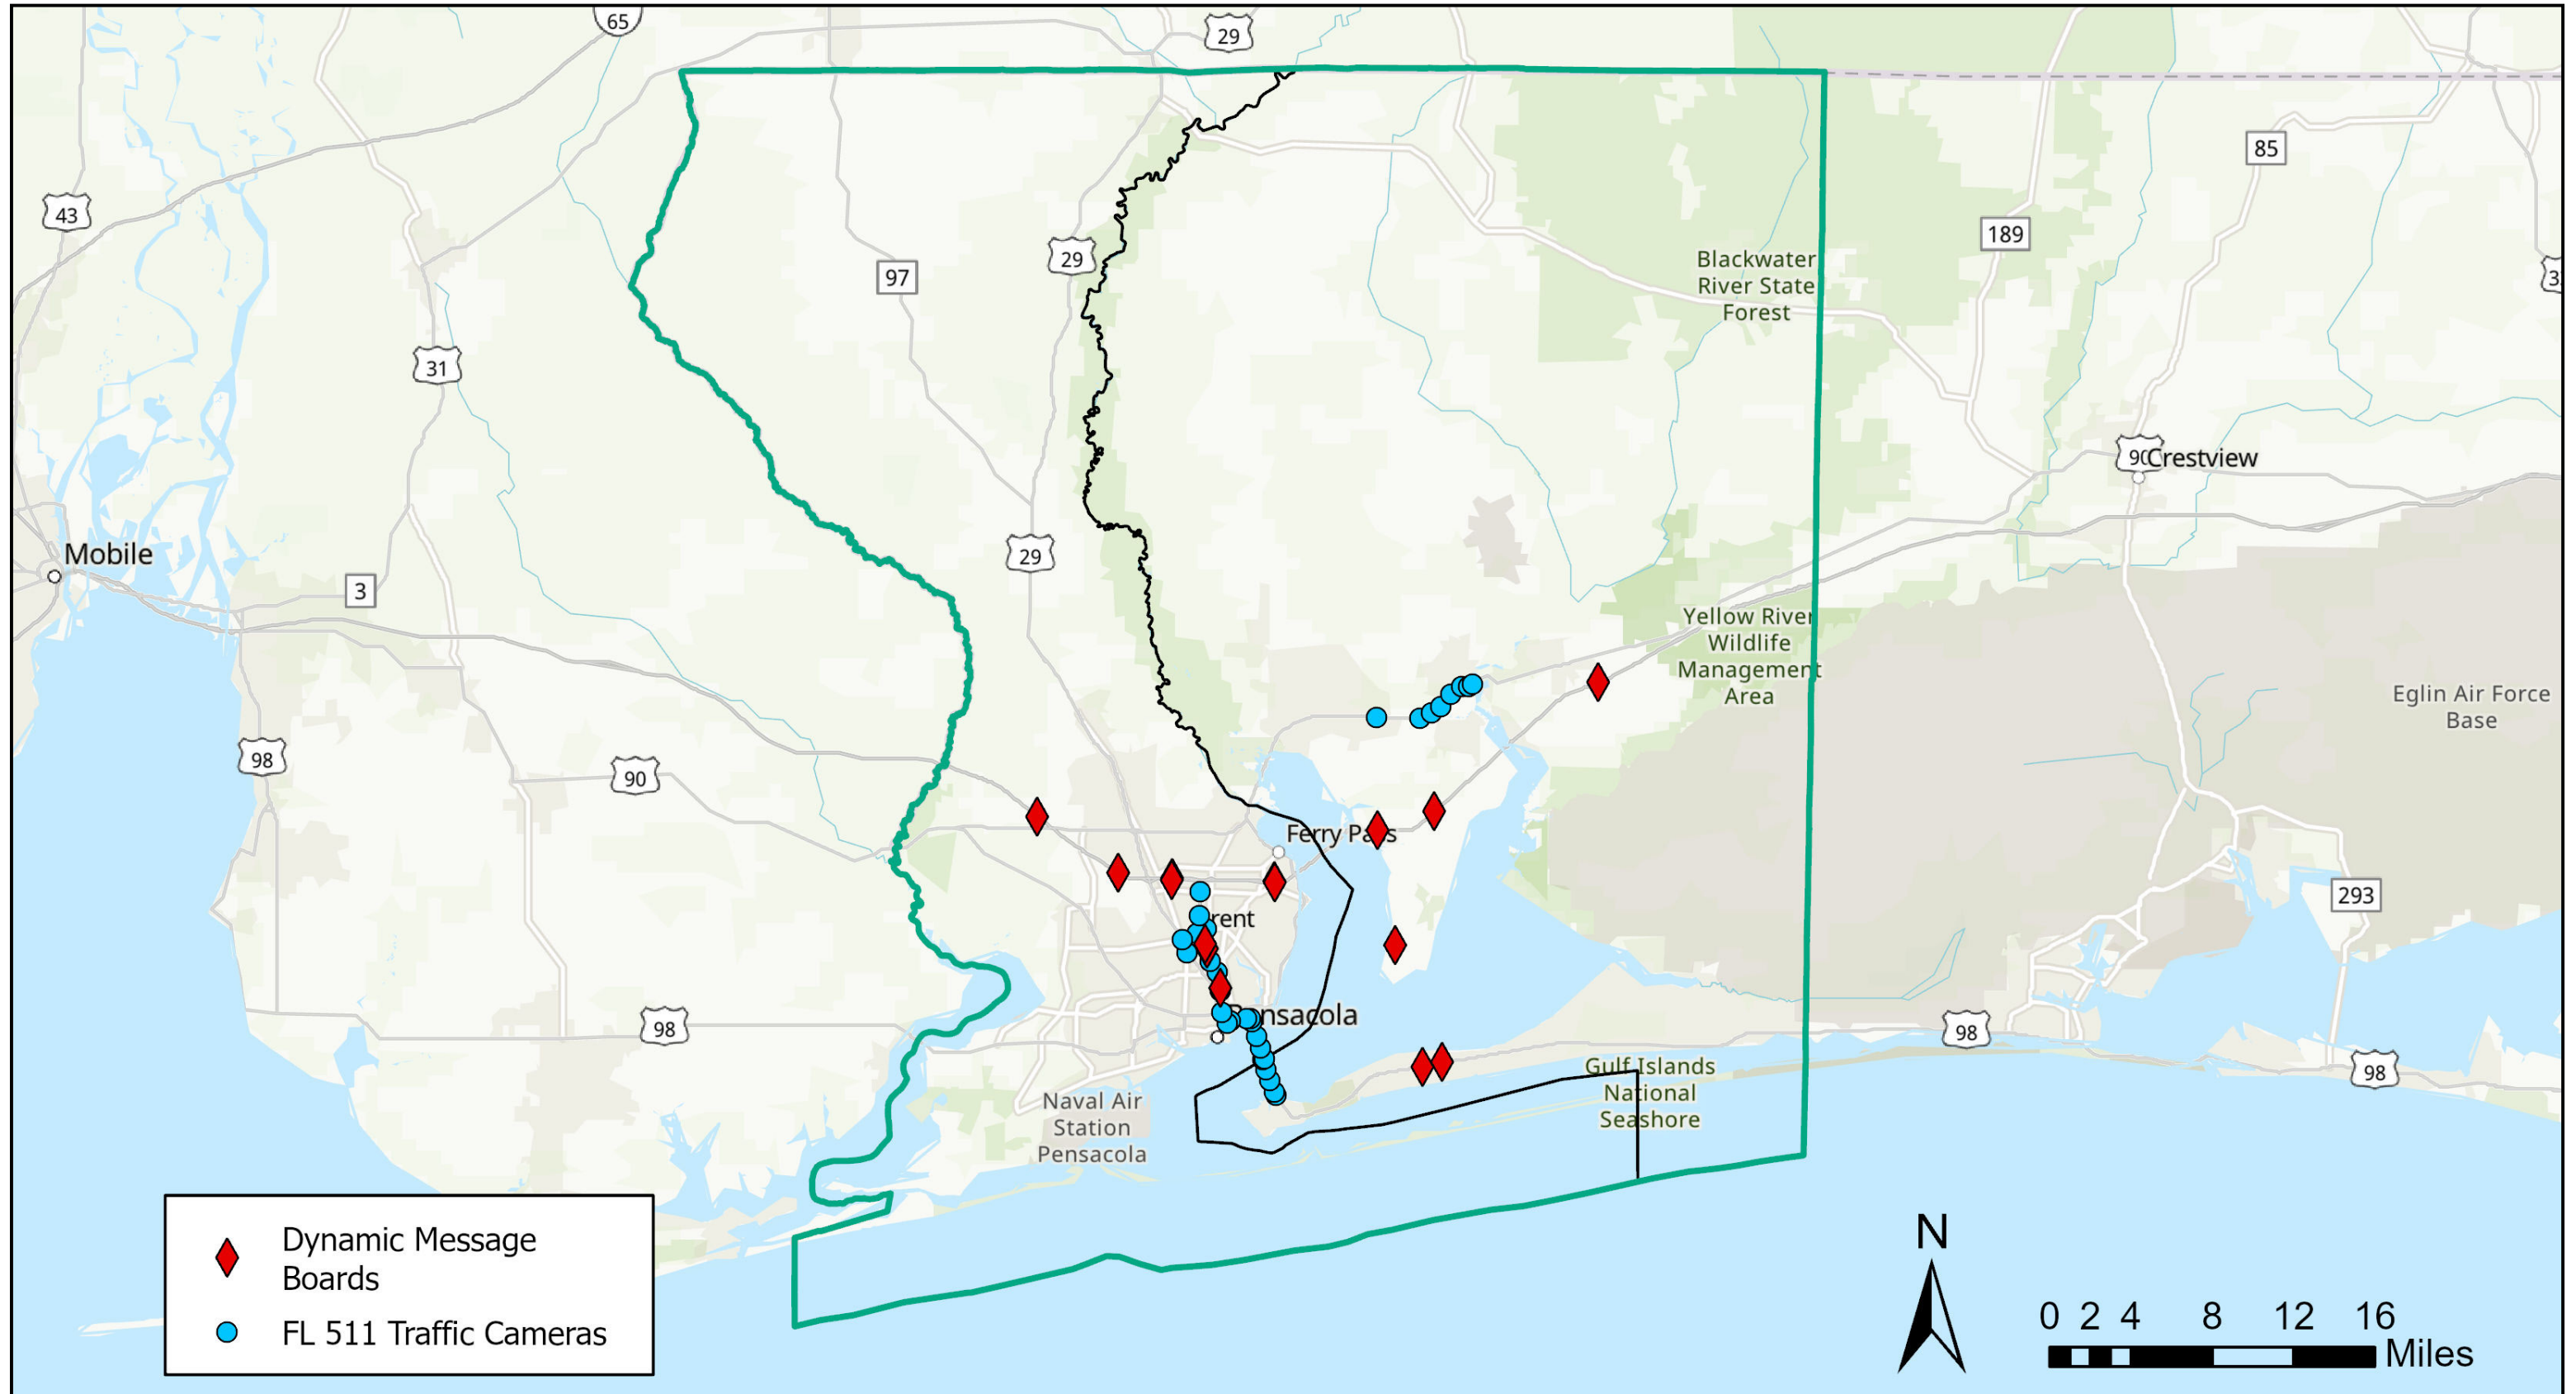 65
29
43
85
189
97
29
Blackwater
River State
Forest
31
90
Crestview
Mobile
29
3
Yellow River
Wildlife
Management
Area
Eglin Air Force
Base
98
90
Ferry Pass
293
rent
Pensacola
98
98
98
Gulf Islands
National
Seashore
Naval Air
Station
Pensacola
Dynamic Message
Boards
FL 511 Traffic Cameras
N
0 2 4 8 12 16
Miles